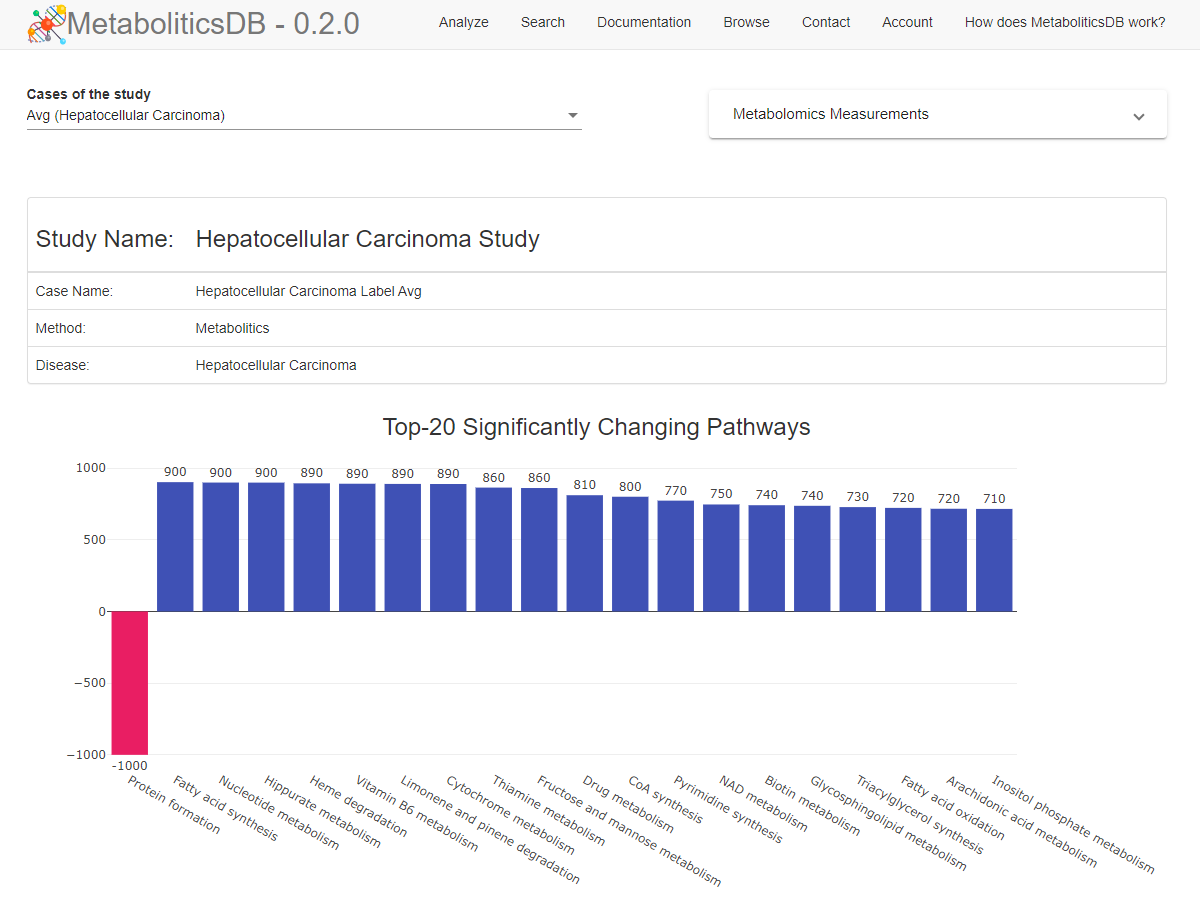 MetaboliticsDB - 0.2.0
Analyze
Search
Documentation
Browse
Contact
Account
How does MetaboliticsDB work?
Cases of the study
Avg (Hepatocellular Carcinoma)
Metabolomics Measurements
Study Name: Hepatocellular Carcinoma Study
Case Name: Hepatocellular Carcinoma Label Avg
Method: Metabolitics
Disease: Hepatocellular Carcinoma
Top-20 Significantly Changing Pathways
1000
500
0
−500
−1000
-1000
900
900
900
890
890
890
890
860
860
810
800
770
750
740
740
730
720
720
710
Protein formation
Fatty acid synthesis
Nucleotide metabolism
Hippurate metabolism
Heme degradation
Vitamin B6 metabolism
Limonene and pinene degradation
Cytochrome metabolism
Thiamine metabolism
Fructose and mannose metabolism
Drug metabolism
CoA synthesis
Pyrimidine synthesis
NAD metabolism
Biotin metabolism
Glycosphingolipid metabolism
Triacylglycerol synthesis
Fatty acid oxidation
Arachidonic acid metabolism
Inositol phosphate metabolism